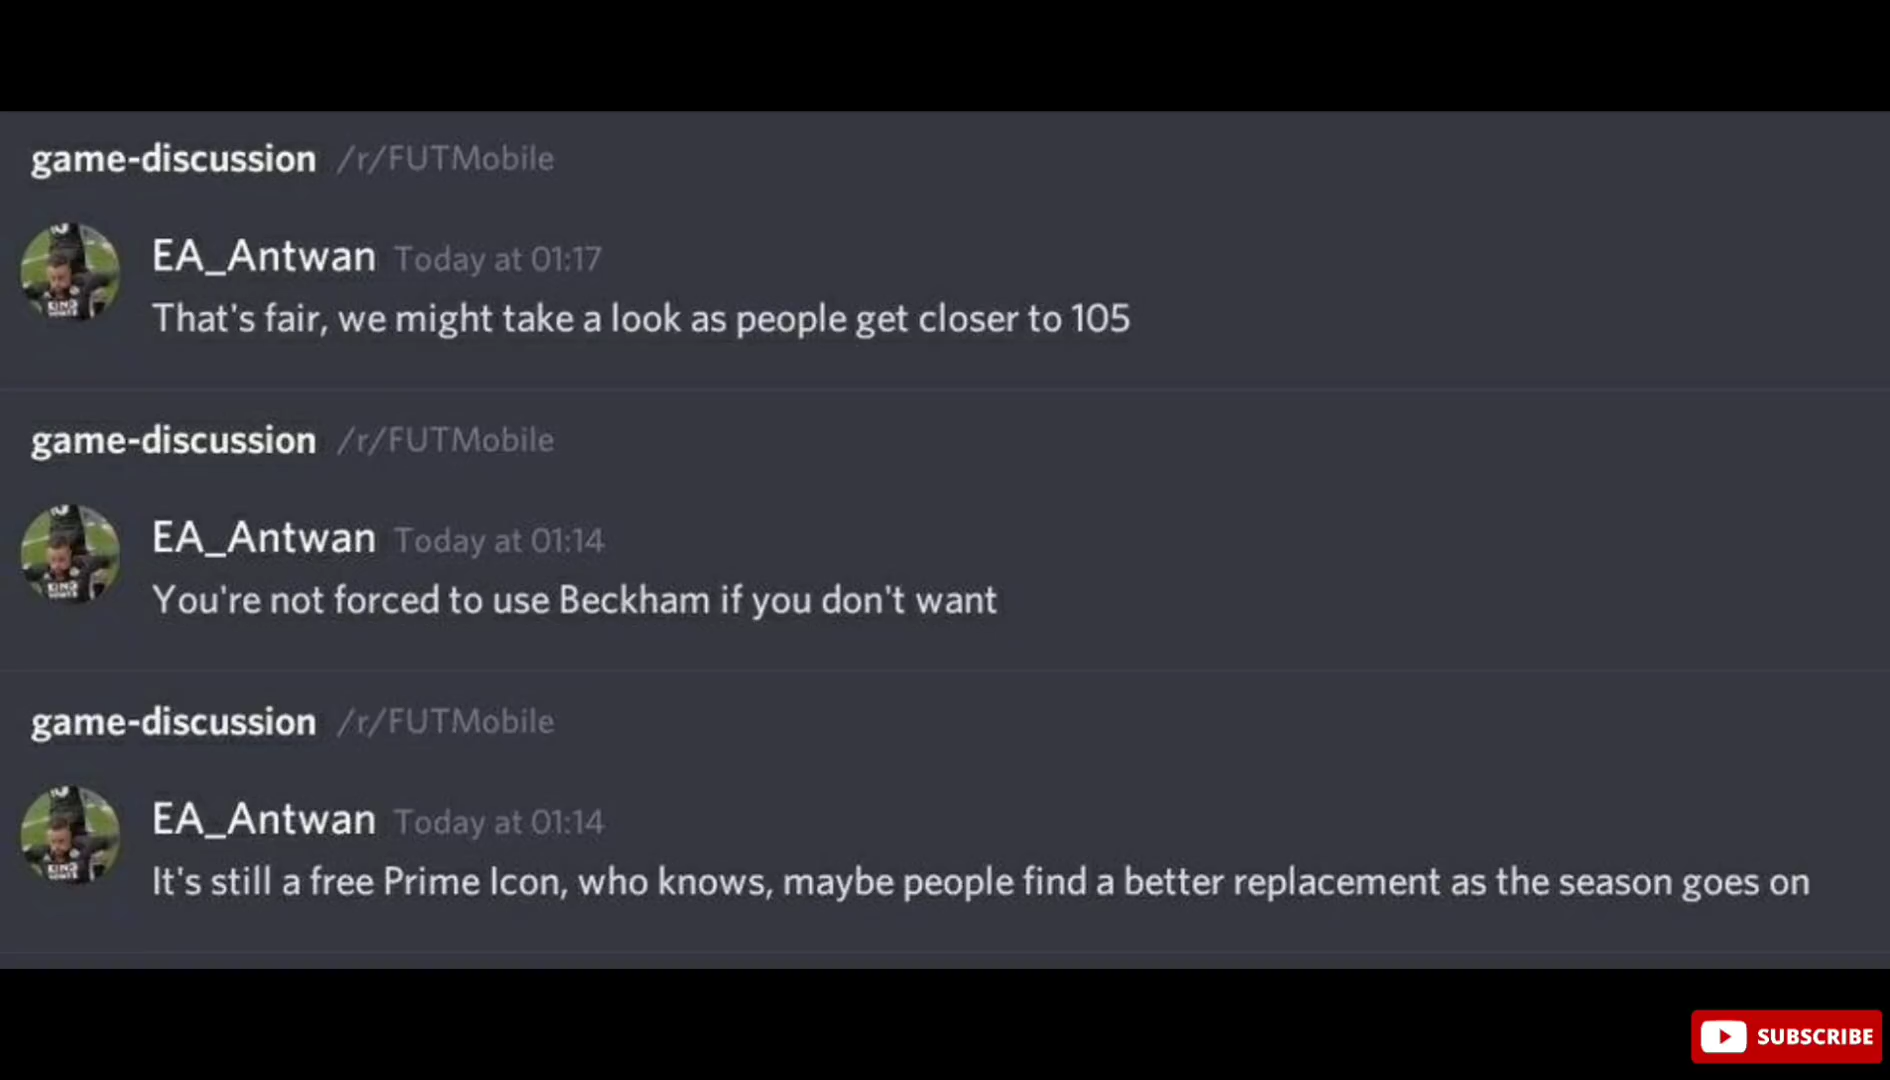 game-discussion /r/FUTMobile
EA_Antwan Today at 01:17
That's fair, we might take a look as people get closer to 105
game-discussion /r/FUTMobile
EA_Antwan Today at 01:14
You're not forced to use Beckham if you don't want
game-discussion /r/FUTMobile
EA_Antwan Today at 01:14
It's still a free Prime Icon, who knows, maybe people find a better replacement as the season goes on
SUBSCRIBE